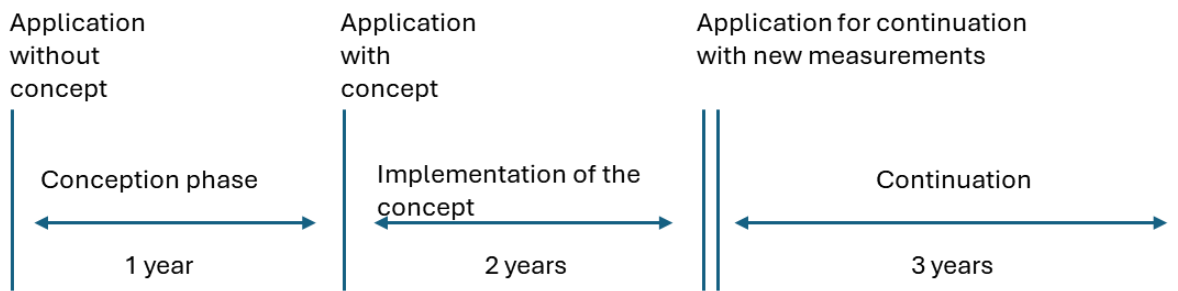 Application
without
concept
Application
with
concept
Application for continuation
with new measurements
Conception phase
Implementation of the
concept
Continuation
1 year
2 years
3 years